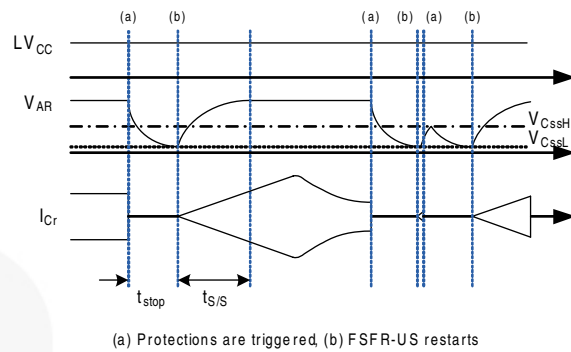 (a) (b) (a) (b) (a) (b)
LVCC
VAR
VCssH
VCssL
ICr
tstop tS/S
(a) Protections are triggered, (b) FSFR-US restarts